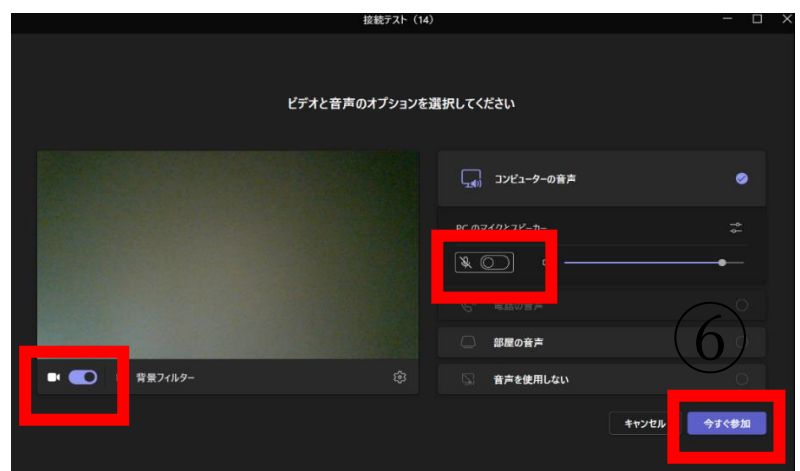 接続テスト（14）
ビデオと音声のオプションを選択してください
コンピューターの音声
PC のマイクとスピーカー
電話の音声
部屋の音声
⑥
背景フィルター
音声を使用しない
キャンセル
今すぐ参加